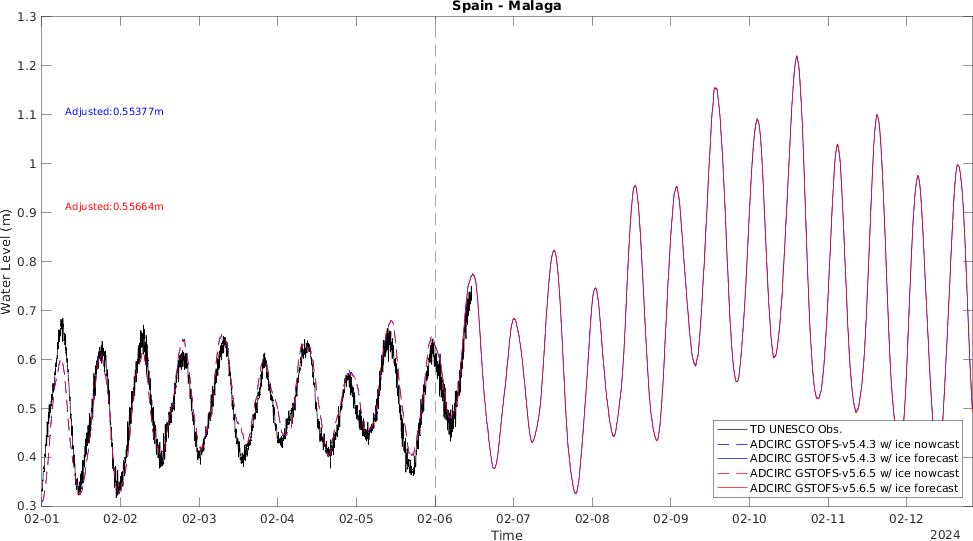 Spain - Malaga
1.3
1.2
1.1
1
0.9
0.8
0.7
0.6
0.5
0.4
0.3
Water Level (m)
Adjusted:0.55377m
Adjusted:0.55664m
TD UNESCO Obs.
ADCIRC GSTOFS-v5.4.3 w/ ice nowcast
ADCIRC GSTOFS-v5.4.3 w/ ice forecast
ADCIRC GSTOFS-v5.6.5 w/ ice nowcast
ADCIRC GSTOFS-v5.6.5 w/ ice forecast
02-01 02-02 02-03 02-04 02-05 02-06 02-07 02-08 02-09 02-10 02-11 02-12
Time
2024